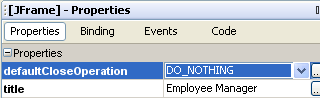 [JFrame] - Properties
Properties Binding Events Code
Properties
defaultCloseOperation DO_NOTHING ...
title Employee Manager ...